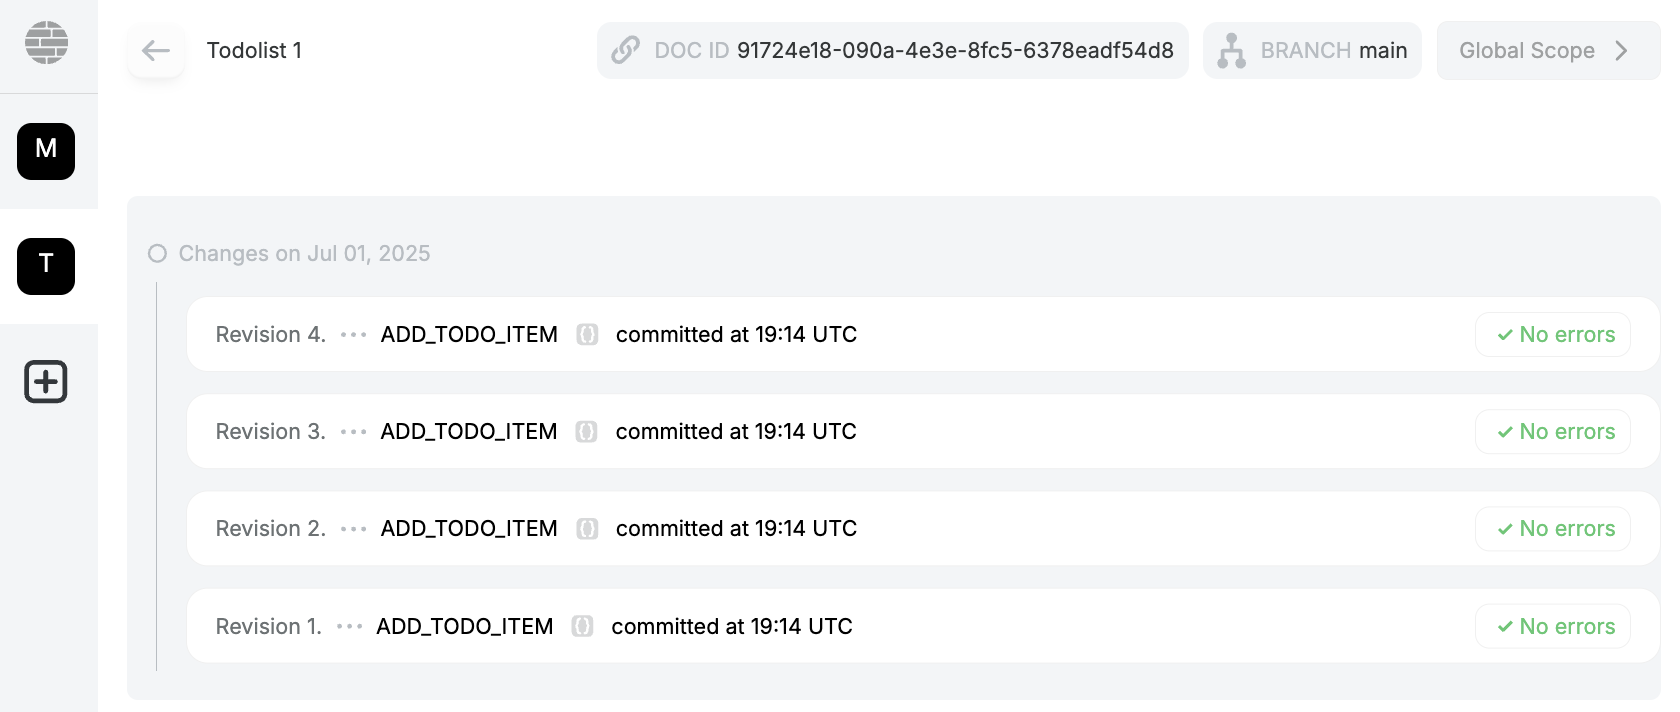 Todolist 1
DOC ID 91724e18-090a-4e3e-8fc5-6378eadf54d8
BRANCH main
Global Scope
M
T
Changes on Jul 01, 2025
Revision 4. ··· ADD_TODO_ITEM committed at 19:14 UTC No errors
Revision 3. ··· ADD_TODO_ITEM committed at 19:14 UTC No errors
Revision 2. ··· ADD_TODO_ITEM committed at 19:14 UTC No errors
Revision 1. ··· ADD_TODO_ITEM committed at 19:14 UTC No errors